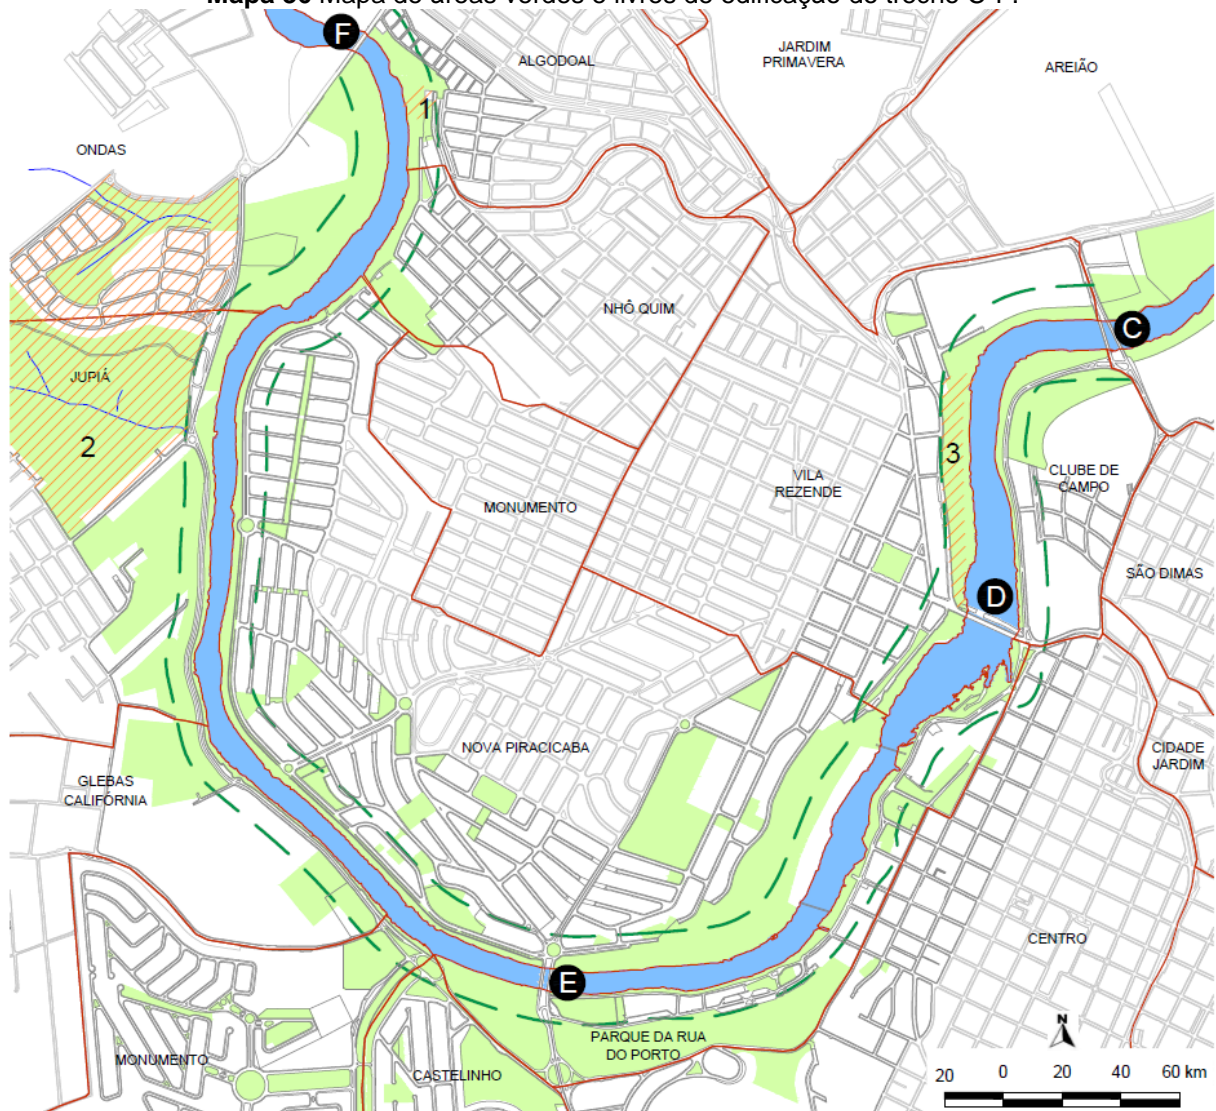 Mapa 36 Mapa de áreas verdes e livres de edificação do trecho C-F.
F
ALGODOAL
JARDIM
PRIMAVERA
AREIÃO
1
ONDAS
NHÔ QUIM
C
JUPIÁ
2
3
VILA
REZENDE
CLUBE DE
CAMPO
MONUMENTO
SÃO DIMAS
D
NOVA PIRACICABA
CIDADE
JARDIM
GLEBAS
CALIFÓRNIA
CENTRO
E
N
PARQUE DA RUA
DO PORTO
MONUMENTO
CASTELINHO
20 0 20 40 60 km